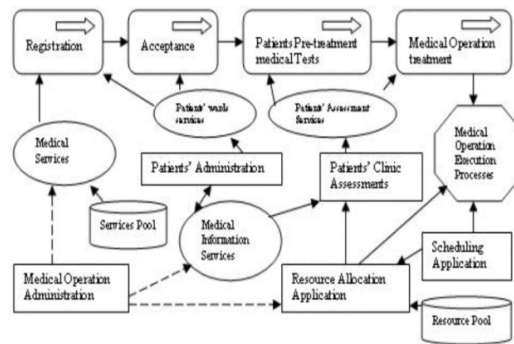 Registration
Acceptance
Patients Pre-treatment
medical Tests
Medical Operation
treatment
Patients' wards
services
Patients' Assessment
Services
Medical
Services
Medical
Operation
Execution
Processes
Patients' Administration
Patients' Clinic
Assessments
Services Pool
Medical
Information
Services
Scheduling
Application
Medical Operation
Administration
Resource Allocation
Application
Resource Pool